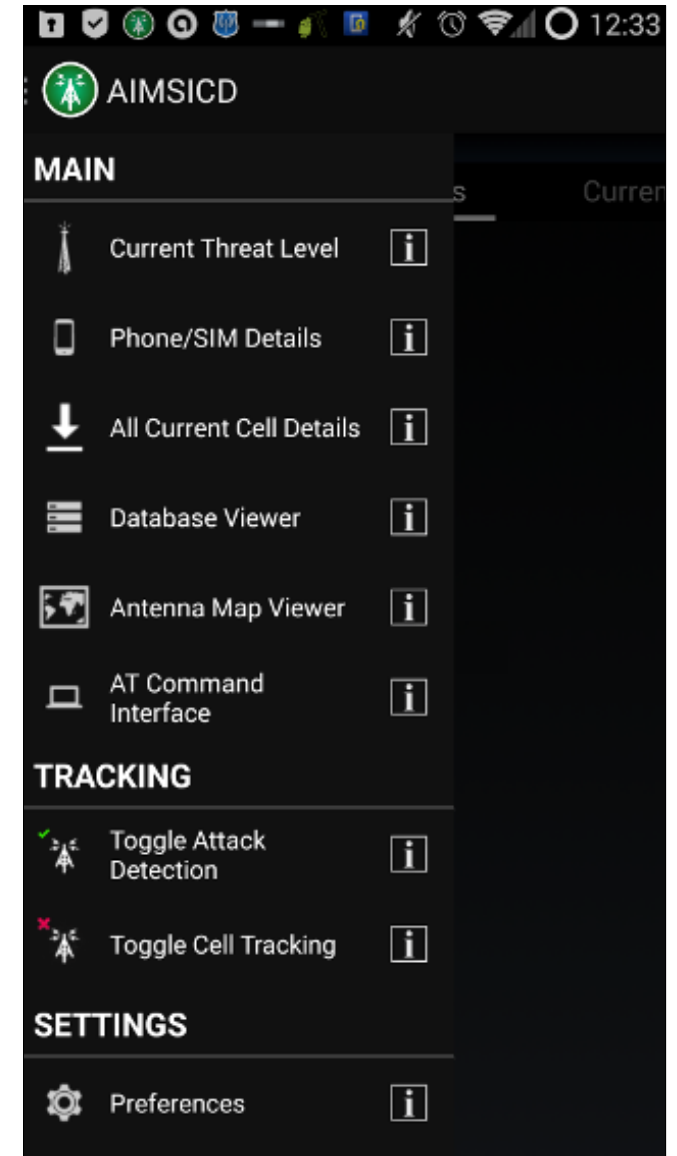 12:33
AIMSICD
MAIN
s Curren
Current Threat Level
Phone/SIM Details
All Current Cell Details
Database Viewer
Antenna Map Viewer
AT Command
Interface
TRACKING
Toggle Attack
Detection
Toggle Cell Tracking
SETTINGS
Preferences